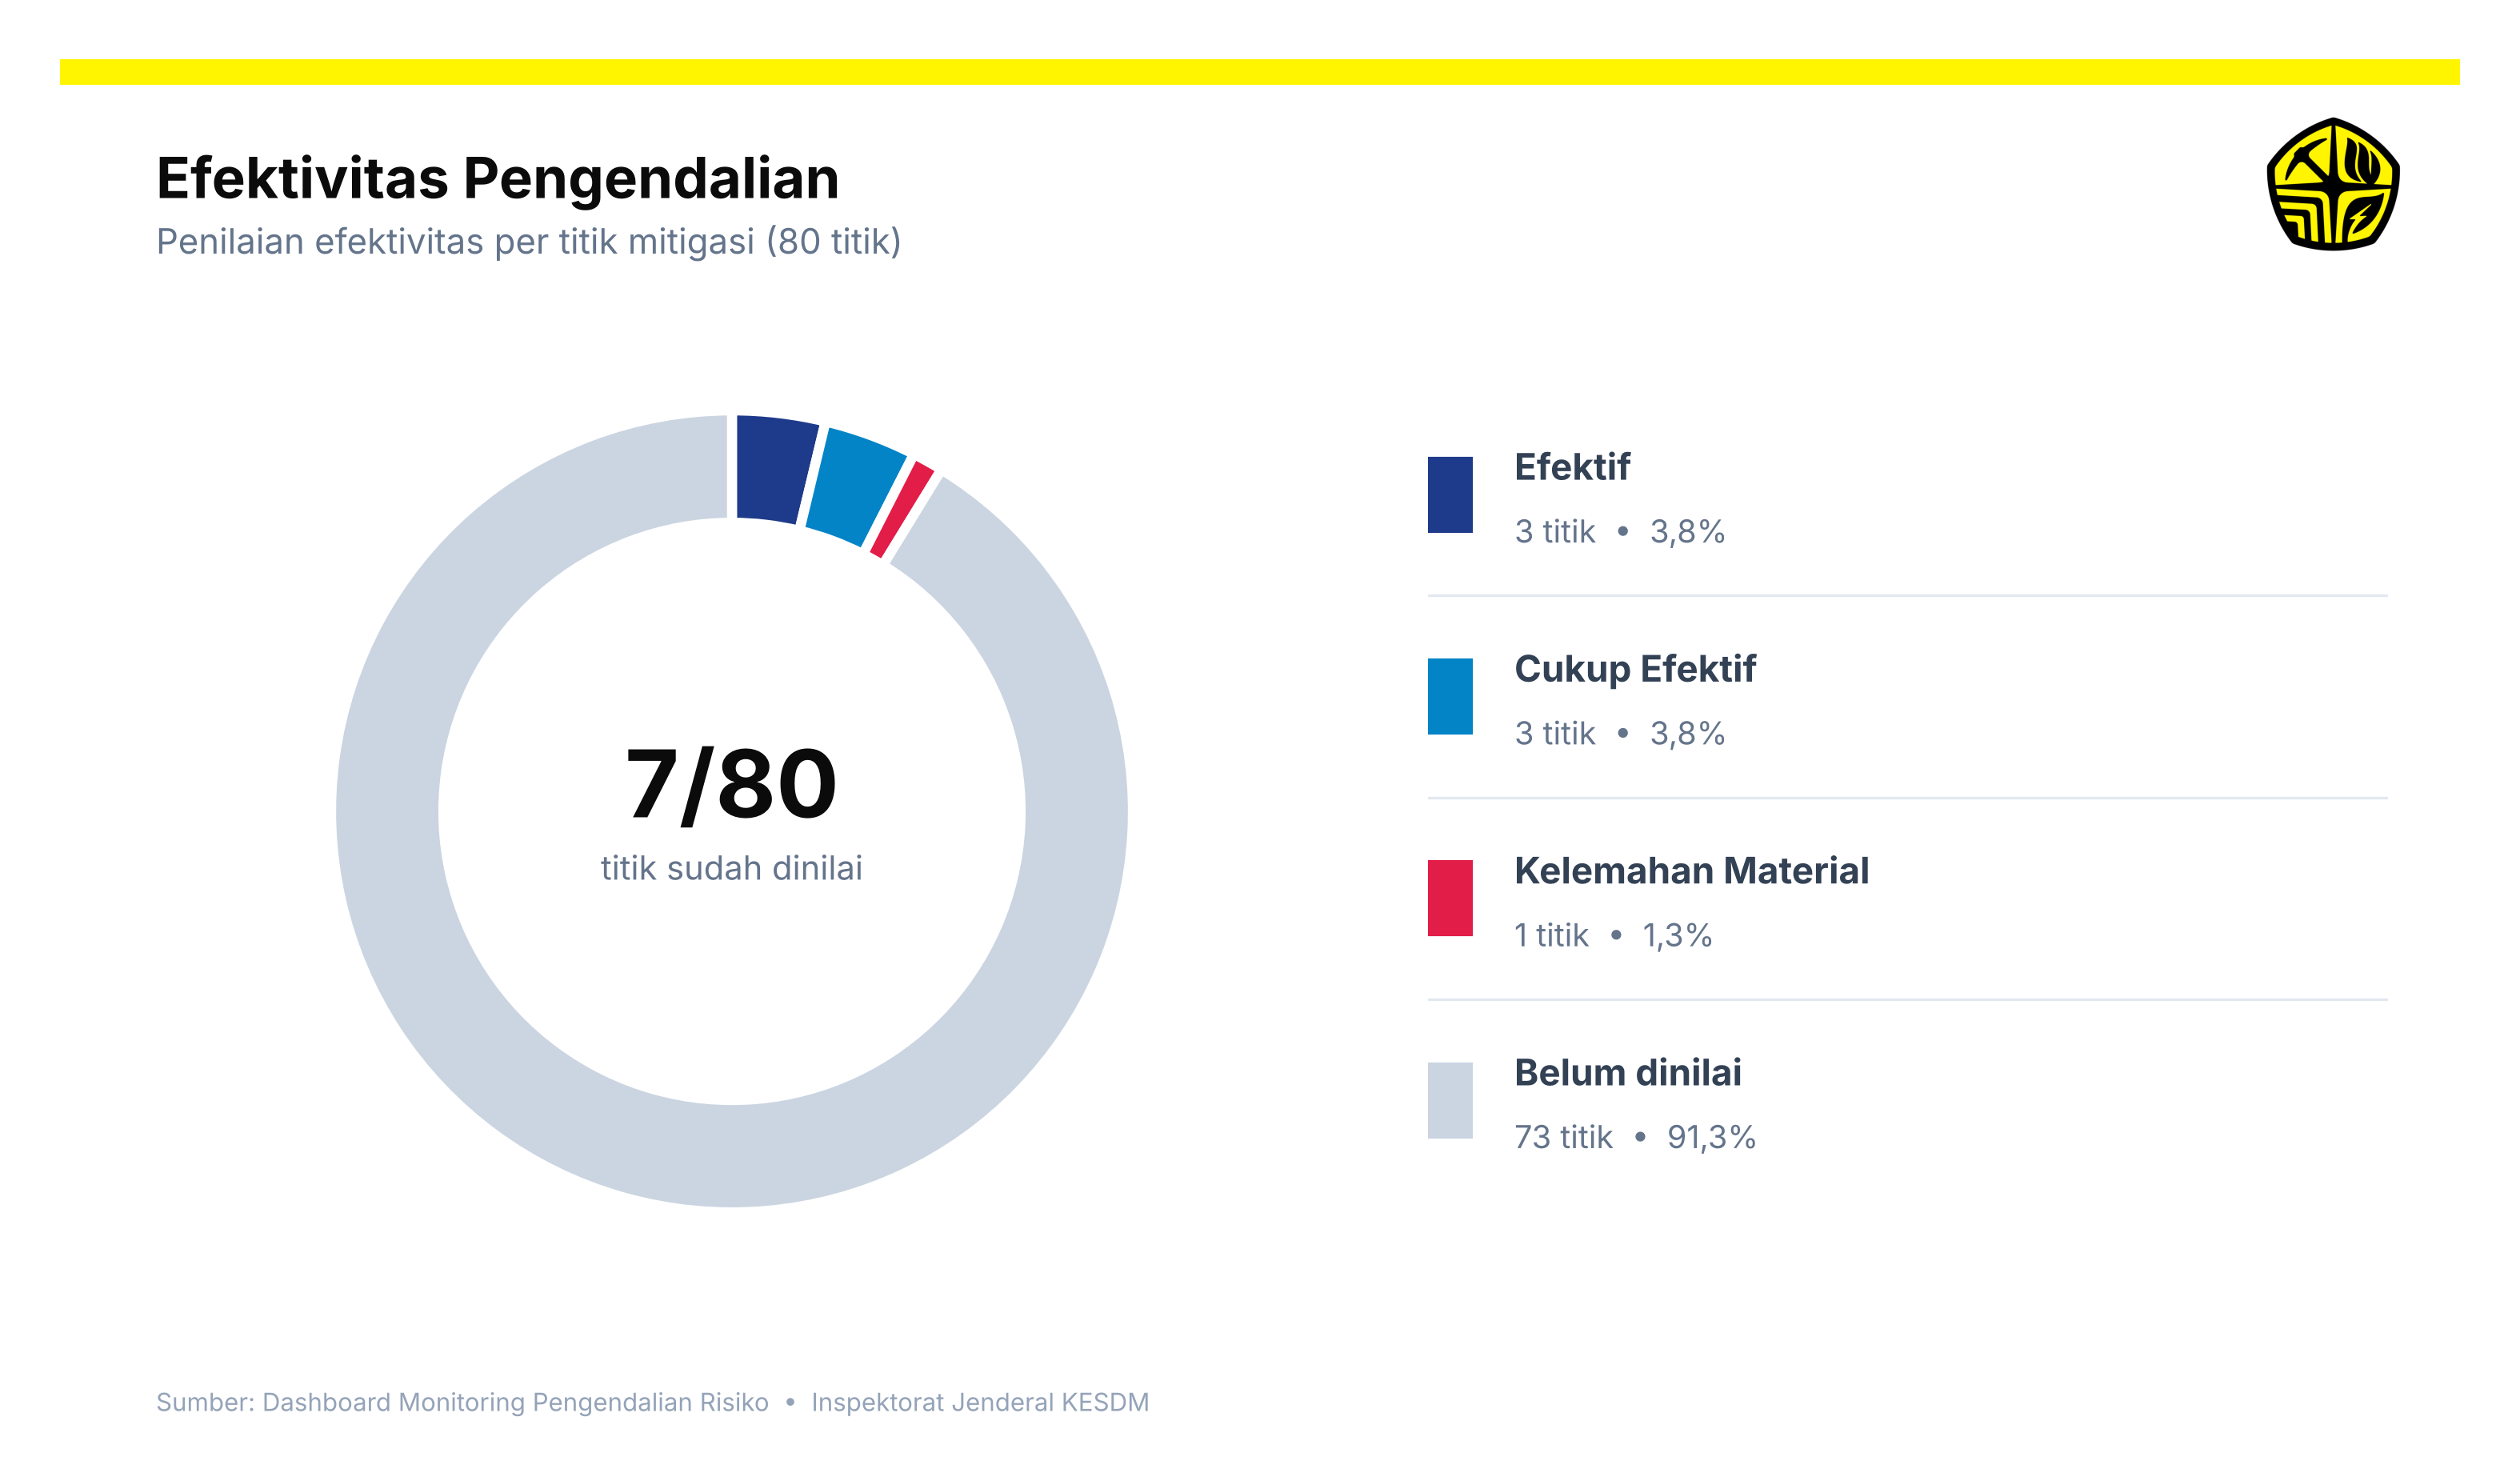 Efektivitas Pengendalian
Penilaian efektivitas per titik mitigasi (80 titik)
7/80
titik sudah dinilai
Efektif
3 titik • 3,8%
Cukup Efektif
3 titik • 3,8%
Kelemahan Material
1 titik • 1,3%
Belum dinilai
73 titik • 91,3%
Sumber: Dashboard Monitoring Pengendalian Risiko • Inspektorat Jenderal KESDM